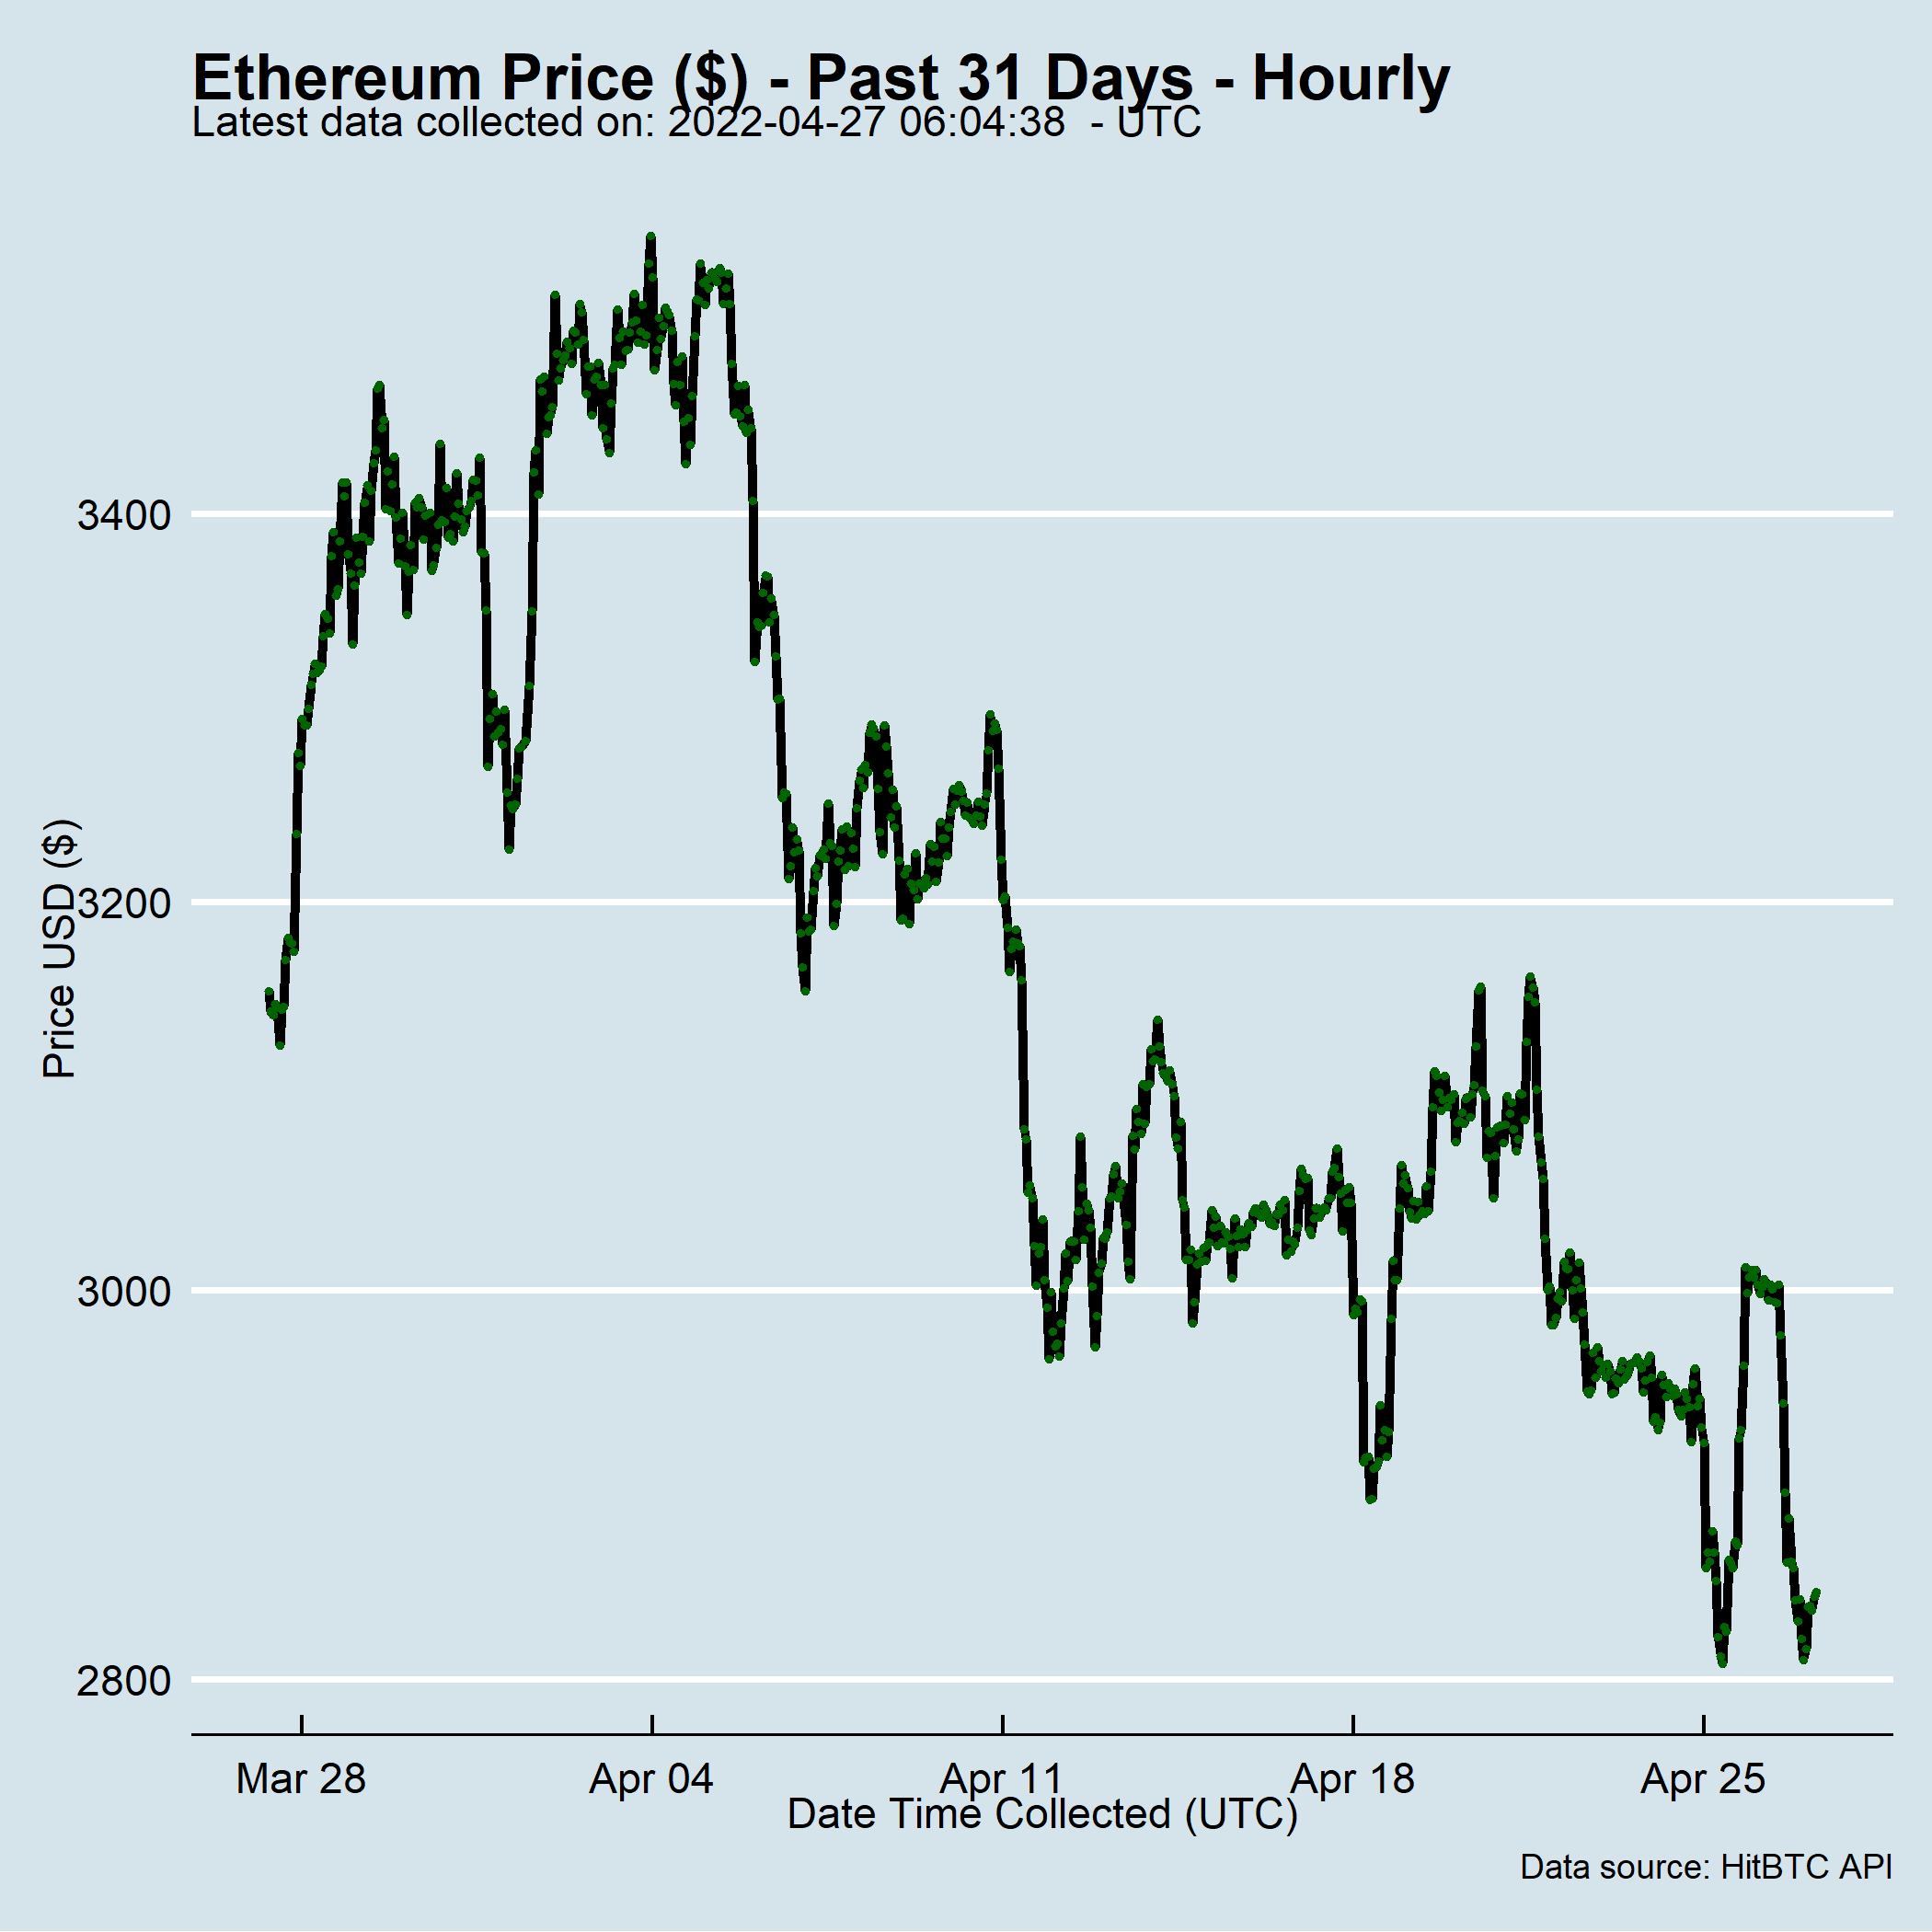 Ethereum Price ($) - Past 31 Days - Hourly
Latest data collected on: 2022-04-27 06:04:38  - UTC
Price USD ($)
3400
3200
3000
2800
Mar 28
Apr 04
Apr 11
Apr 18
Apr 25
Date Time Collected (UTC)
Data source: HitBTC API